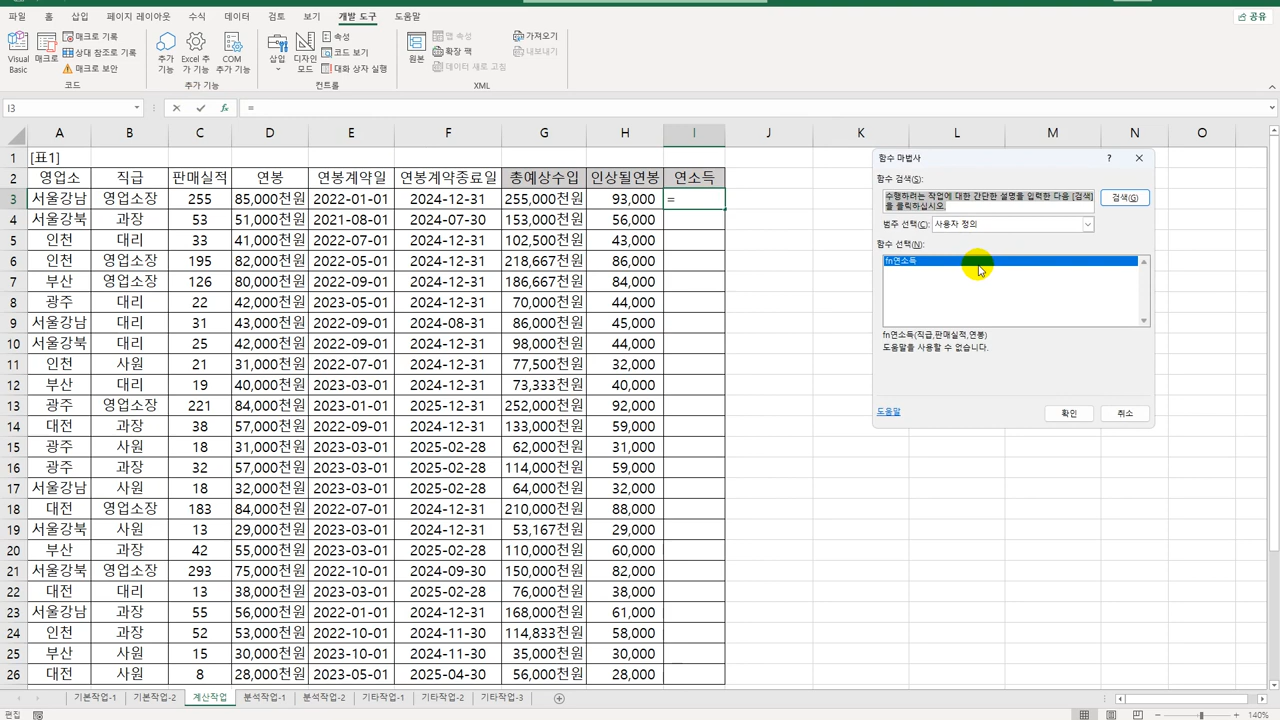 파일 홈 삽입 페이지 레이아웃 수식 데이터 검토 보기 개발 도구 도움말 공유
Visual Basic
매크로
매크로 기록
상대 참조로 기록
매크로 보안
추가 기능
Excel 추가 기능
COM 추가 기능
삽입
디자인 모드
속성
코드 보기
대화 상자 실행
원본
맵 속성
확장 팩
데이터 새로 고침
가져오기
내보내기
코드 추가 기능 컨트롤 XML
I3 fx =
A B C D E F G H I J K L M N O
1 [표1]
2 영업소 직급 판매실적 연봉 연봉계약일 연봉계약종료일 총예상수입 인상될연봉 연소득
3 서울강남 영업소장 255 85,000천원 2022-01-01 2024-12-31 255,000천원 93,000 =
4 서울강북 과장 31 51,000천원 2021-08-01 2024-07-30 153,000천원 56,000
5 인천 대리 33 41,000천원 2022-07-01 2024-12-31 102,500천원 43,000
6 인천 영업소장 195 82,000천원 2022-05-01 2024-12-31 218,667천원 86,000
7 부산 영업소장 126 80,000천원 2022-09-01 2024-12-31 186,667천원 84,000
8 광주 대리 22 42,000천원 2023-05-01 2024-12-31 70,000천원 44,000
9 서울강남 대리 31 43,000천원 2022-09-01 2024-08-31 86,000천원 45,000
10 서울강북 대리 25 42,000천원 2022-09-01 2024-12-31 98,000천원 44,000
11 인천 사원 21 31,000천원 2022-07-01 2024-12-31 77,500천원 32,000
12 부산 대리 19 40,000천원 2023-03-01 2024-12-31 73,333천원 40,000
13 광주 영업소장 221 84,000천원 2023-01-01 2025-12-31 252,000천원 92,000
14 대전 과장 38 57,000천원 2022-09-01 2024-12-31 133,000천원 59,000
15 광주 사원 18 31,000천원 2023-03-01 2025-02-28 62,000천원 31,000
16 광주 과장 32 57,000천원 2023-03-01 2025-02-28 114,000천원 59,000
17 서울강남 사원 18 32,000천원 2023-03-01 2025-02-28 64,000천원 32,000
18 대전 영업소장 183 84,000천원 2022-07-01 2024-12-31 210,000천원 88,000
19 서울강북 사원 13 29,000천원 2023-03-01 2024-12-31 53,167천원 29,000
20 부산 과장 42 55,000천원 2023-03-01 2025-02-28 110,000천원 60,000
21 서울강북 영업소장 293 75,000천원 2022-10-01 2024-09-30 150,000천원 82,000
22 대전 대리 13 38,000천원 2023-03-01 2025-02-28 76,000천원 38,000
23 서울강남 과장 55 56,000천원 2022-01-01 2024-12-31 168,000천원 61,000
24 인천 과장 52 53,000천원 2022-10-01 2024-11-30 114,833천원 58,000
25 부산 사원 15 30,000천원 2023-10-01 2024-11-30 35,000천원 30,000
26 대전 사원 8 28,000천원 2023-05-01 2025-04-30 56,000천원 28,000
함수 마법사 ?
함수 검색(S):
수행하려는 작업에 대한 간단한 설명을 입력한 다음 [검색]
을 클릭하십시오.
검색(G)
범주 선택(C): 사용자 정의
함수 선택(N):
fn연소득
fn연소득(직급,판매실적,연봉)
도움말을 사용할 수 없습니다.
도움말 확인 취소
기본작업-1 기본작업-2 계산작업 분석작업-1 분석작업-2 기타작업-1 기타작업-2 기타작업-3
편집 140%